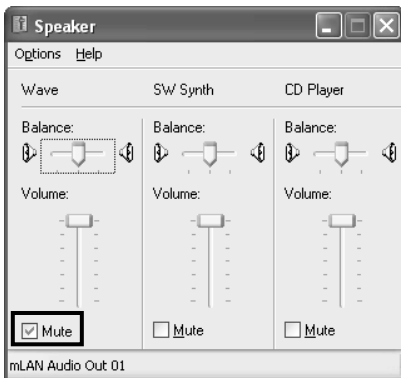 Speaker
Options Help
Wave SW Synth CD Player
Balance: Balance: Balance:
Volume: Volume: Volume:
Mute Mute Mute
mLAN Audio Out 01